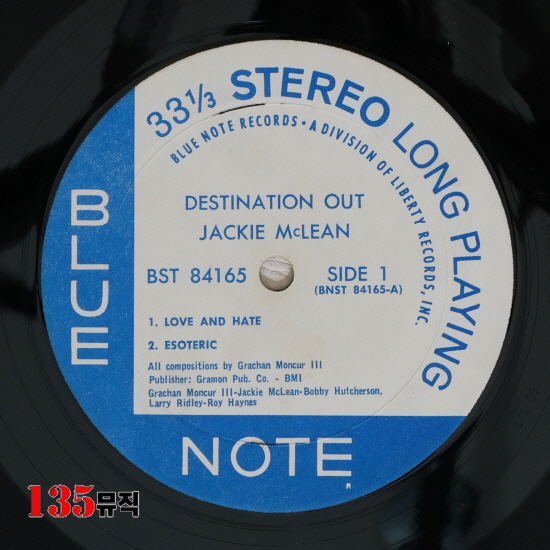 33⅓ STEREO LONG PLAYING
BLUE NOTE RECORDS • A DIVISION OF LIBERTY RECORDS, INC.
DESTINATION OUT
JACKIE McLEAN
BST 84165
SIDE 1
(BNST 84165-A)
1. LOVE AND HATE
2. ESOTERIC
All compositions by Grachan Moncur III
Publisher: Gramon Pub. Co. - BMI
Grachan Moncur III-Jackie McLean-Bobby Hutcherson,
Larry Ridley-Roy Haynes
BLUE
NOTE
R
135뮤직